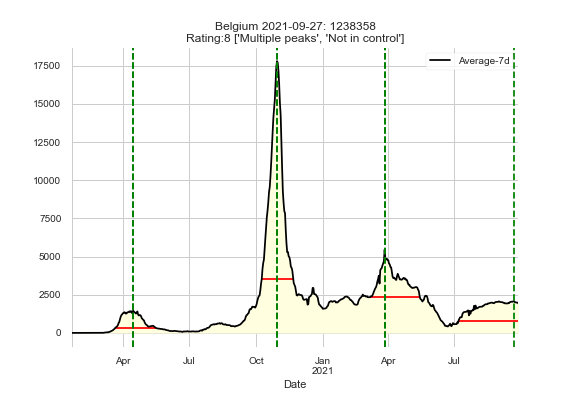 Belgium 2021-09-27: 1238358
Rating:8 ['Multiple peaks', 'Not in control']
Average-7d
17500
15000
12500
10000
7500
5000
2500
0
Apr Jul Oct Jan Apr Jul
2021
Date